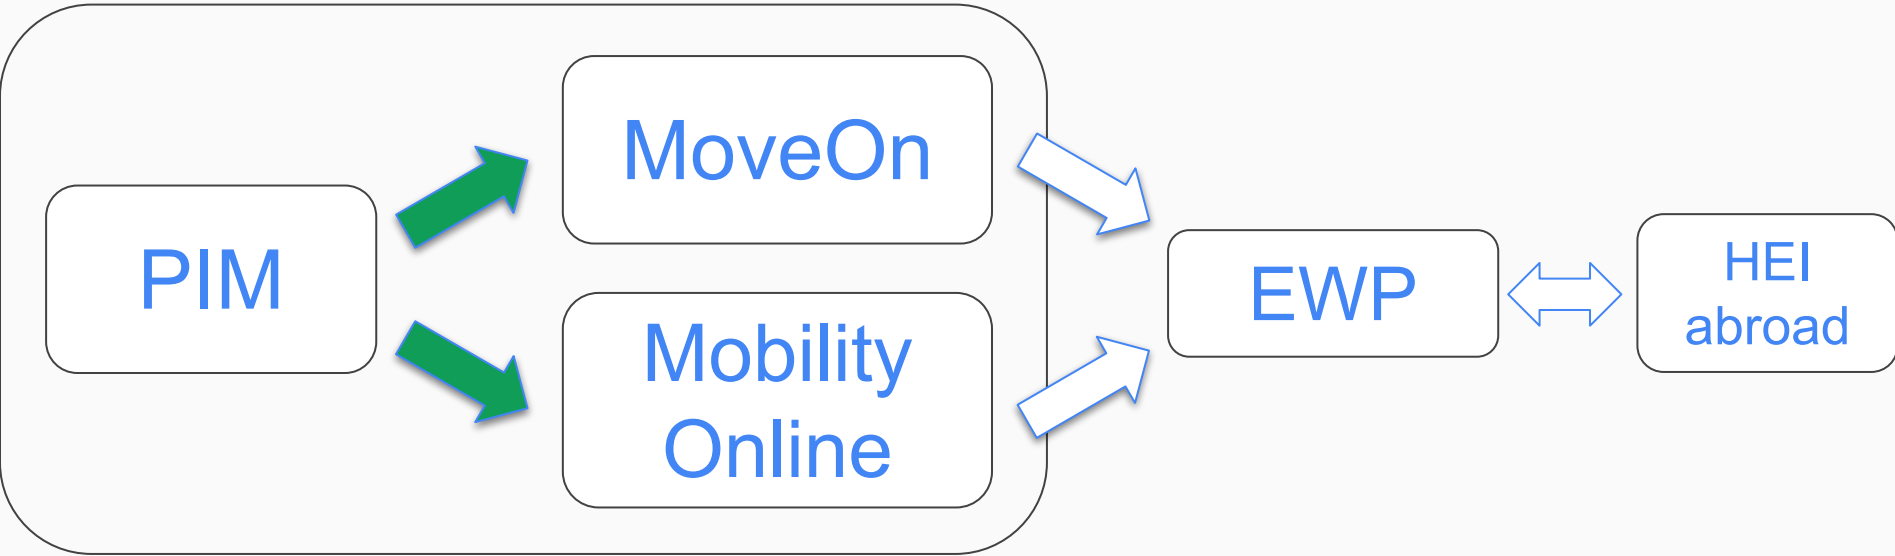 PIM
MoveOn
Mobility
Online
EWP
HEI
abroad